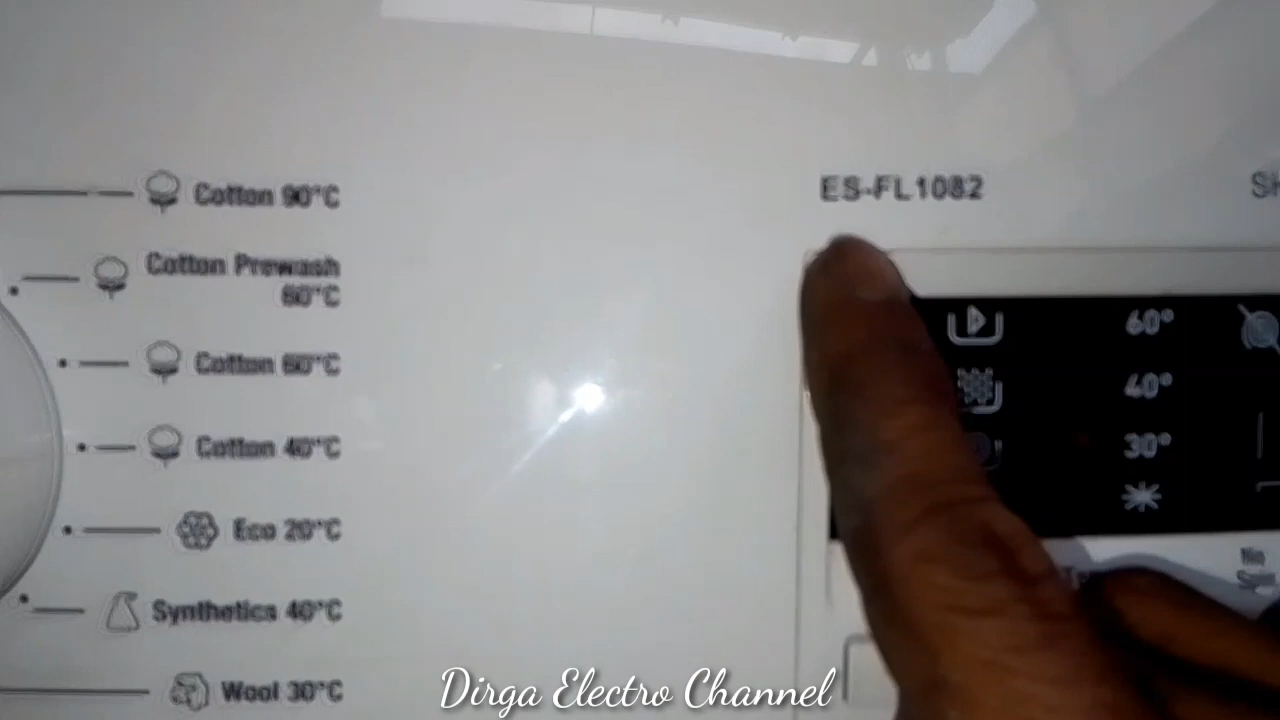 Cotton 90°C
Cotton Prewash
60°C
Cotton 60°C
Cotton 40°C
Eco 20°C
Synthetics 40°C
Wool 30°C
ES-FL1082
60°
40°
30°
No
Dirga Electro Channel